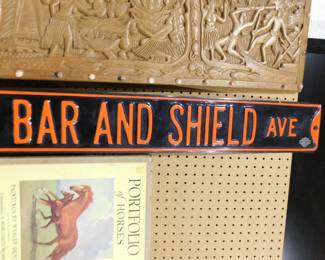 BAR AND SHIELD AVE
PORTFOLIO
of HORSES